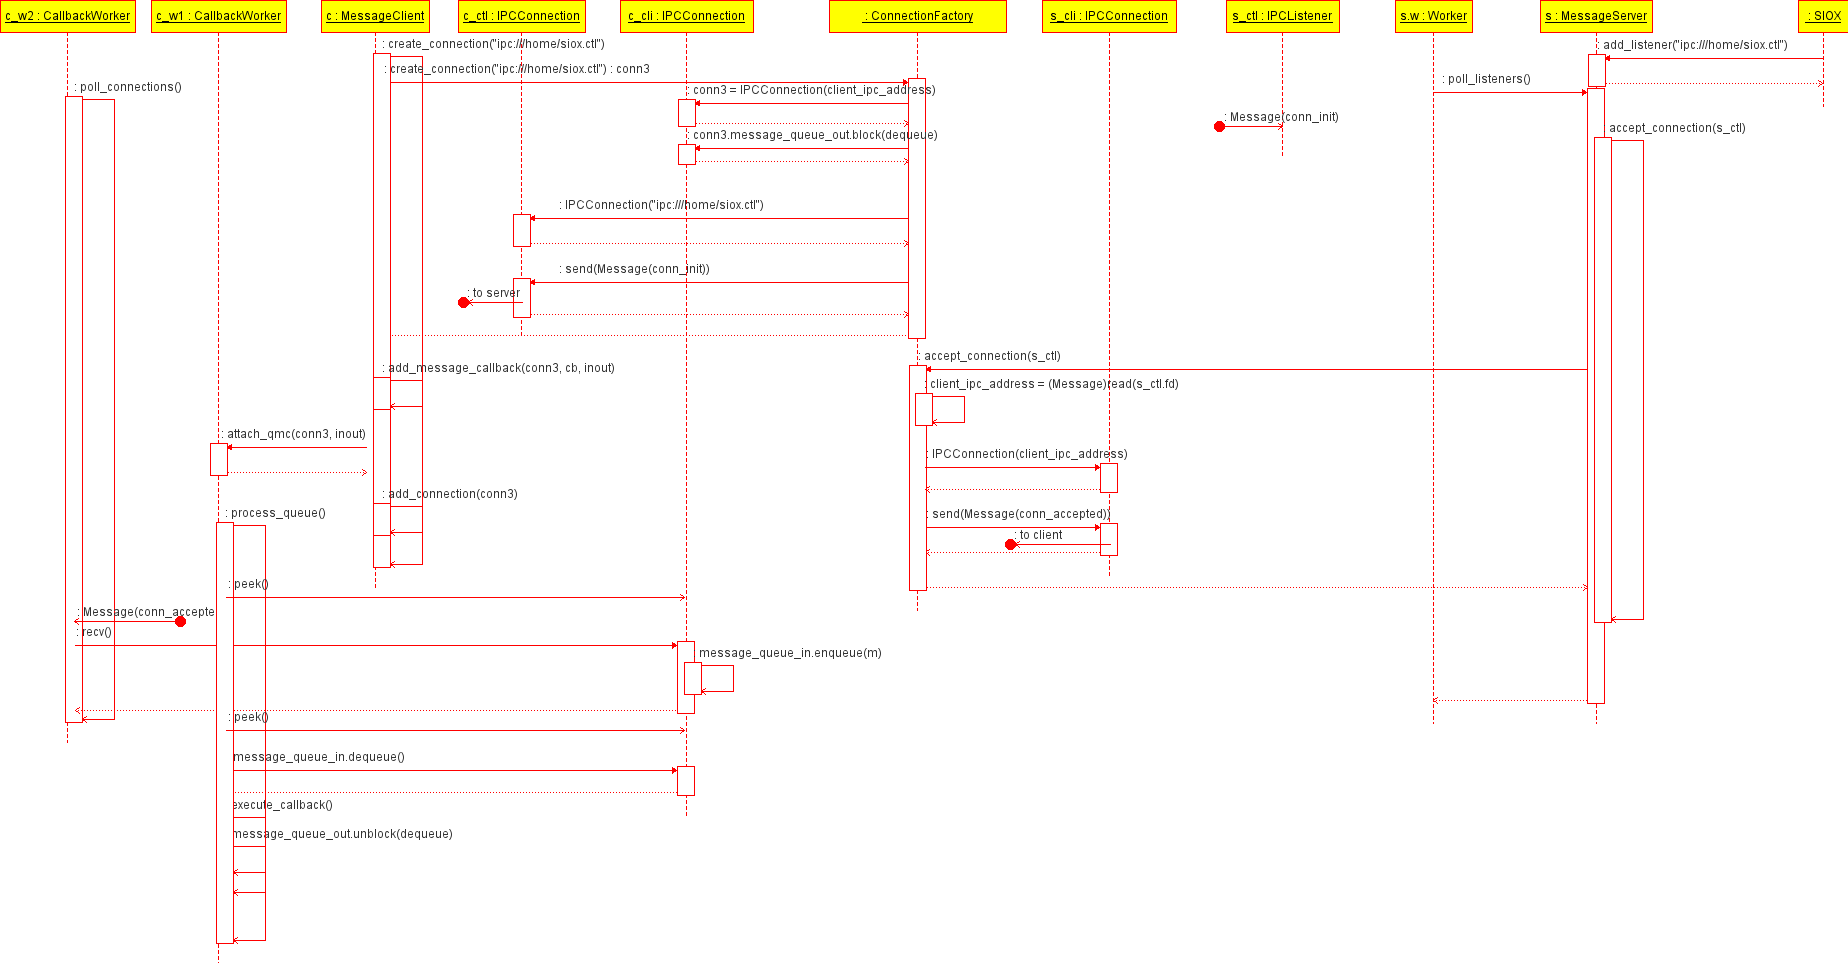 c_w2 : CallbackWorker
c_w1 : CallbackWorker
c : MessageClient
c_ctl : IPCConnection
c_cli : IPCConnection
: ConnectionFactory
s_cli : IPCConnection
s_ctl : IPCListener
s.w : Worker
s : MessageServer
: SIOX
: create_connection("ipc:///home/siox.ctl")
: add_listener("ipc:///home/siox.ctl")
: create_connection("ipc:///home/siox.ctl") : conn3
: poll_listeners()
: poll_connections()
: conn3 = IPCConnection(client_ipc_address)
: Message(conn_init)
accept_connection(s_ctl)
: conn3.message_queue_out.block(dequeue)
: IPCConnection("ipc:///home/siox.ctl")
: send(Message(conn_init))
: to server
: accept_connection(s_ctl)
: add_message_callback(conn3, cb, inout)
: client_ipc_address = (Message)read(s_ctl.fd)
: attach_qmc(conn3, inout)
: IPCConnection(client_ipc_address)
: add_connection(conn3)
: process_queue()
: send(Message(conn_accepted))
: to client
: peek()
: Message(conn_accepte
: recv()
message_queue_in.enqueue(m)
: peek()
message_queue_in.dequeue()
execute_callback()
message_queue_out.unblock(dequeue)